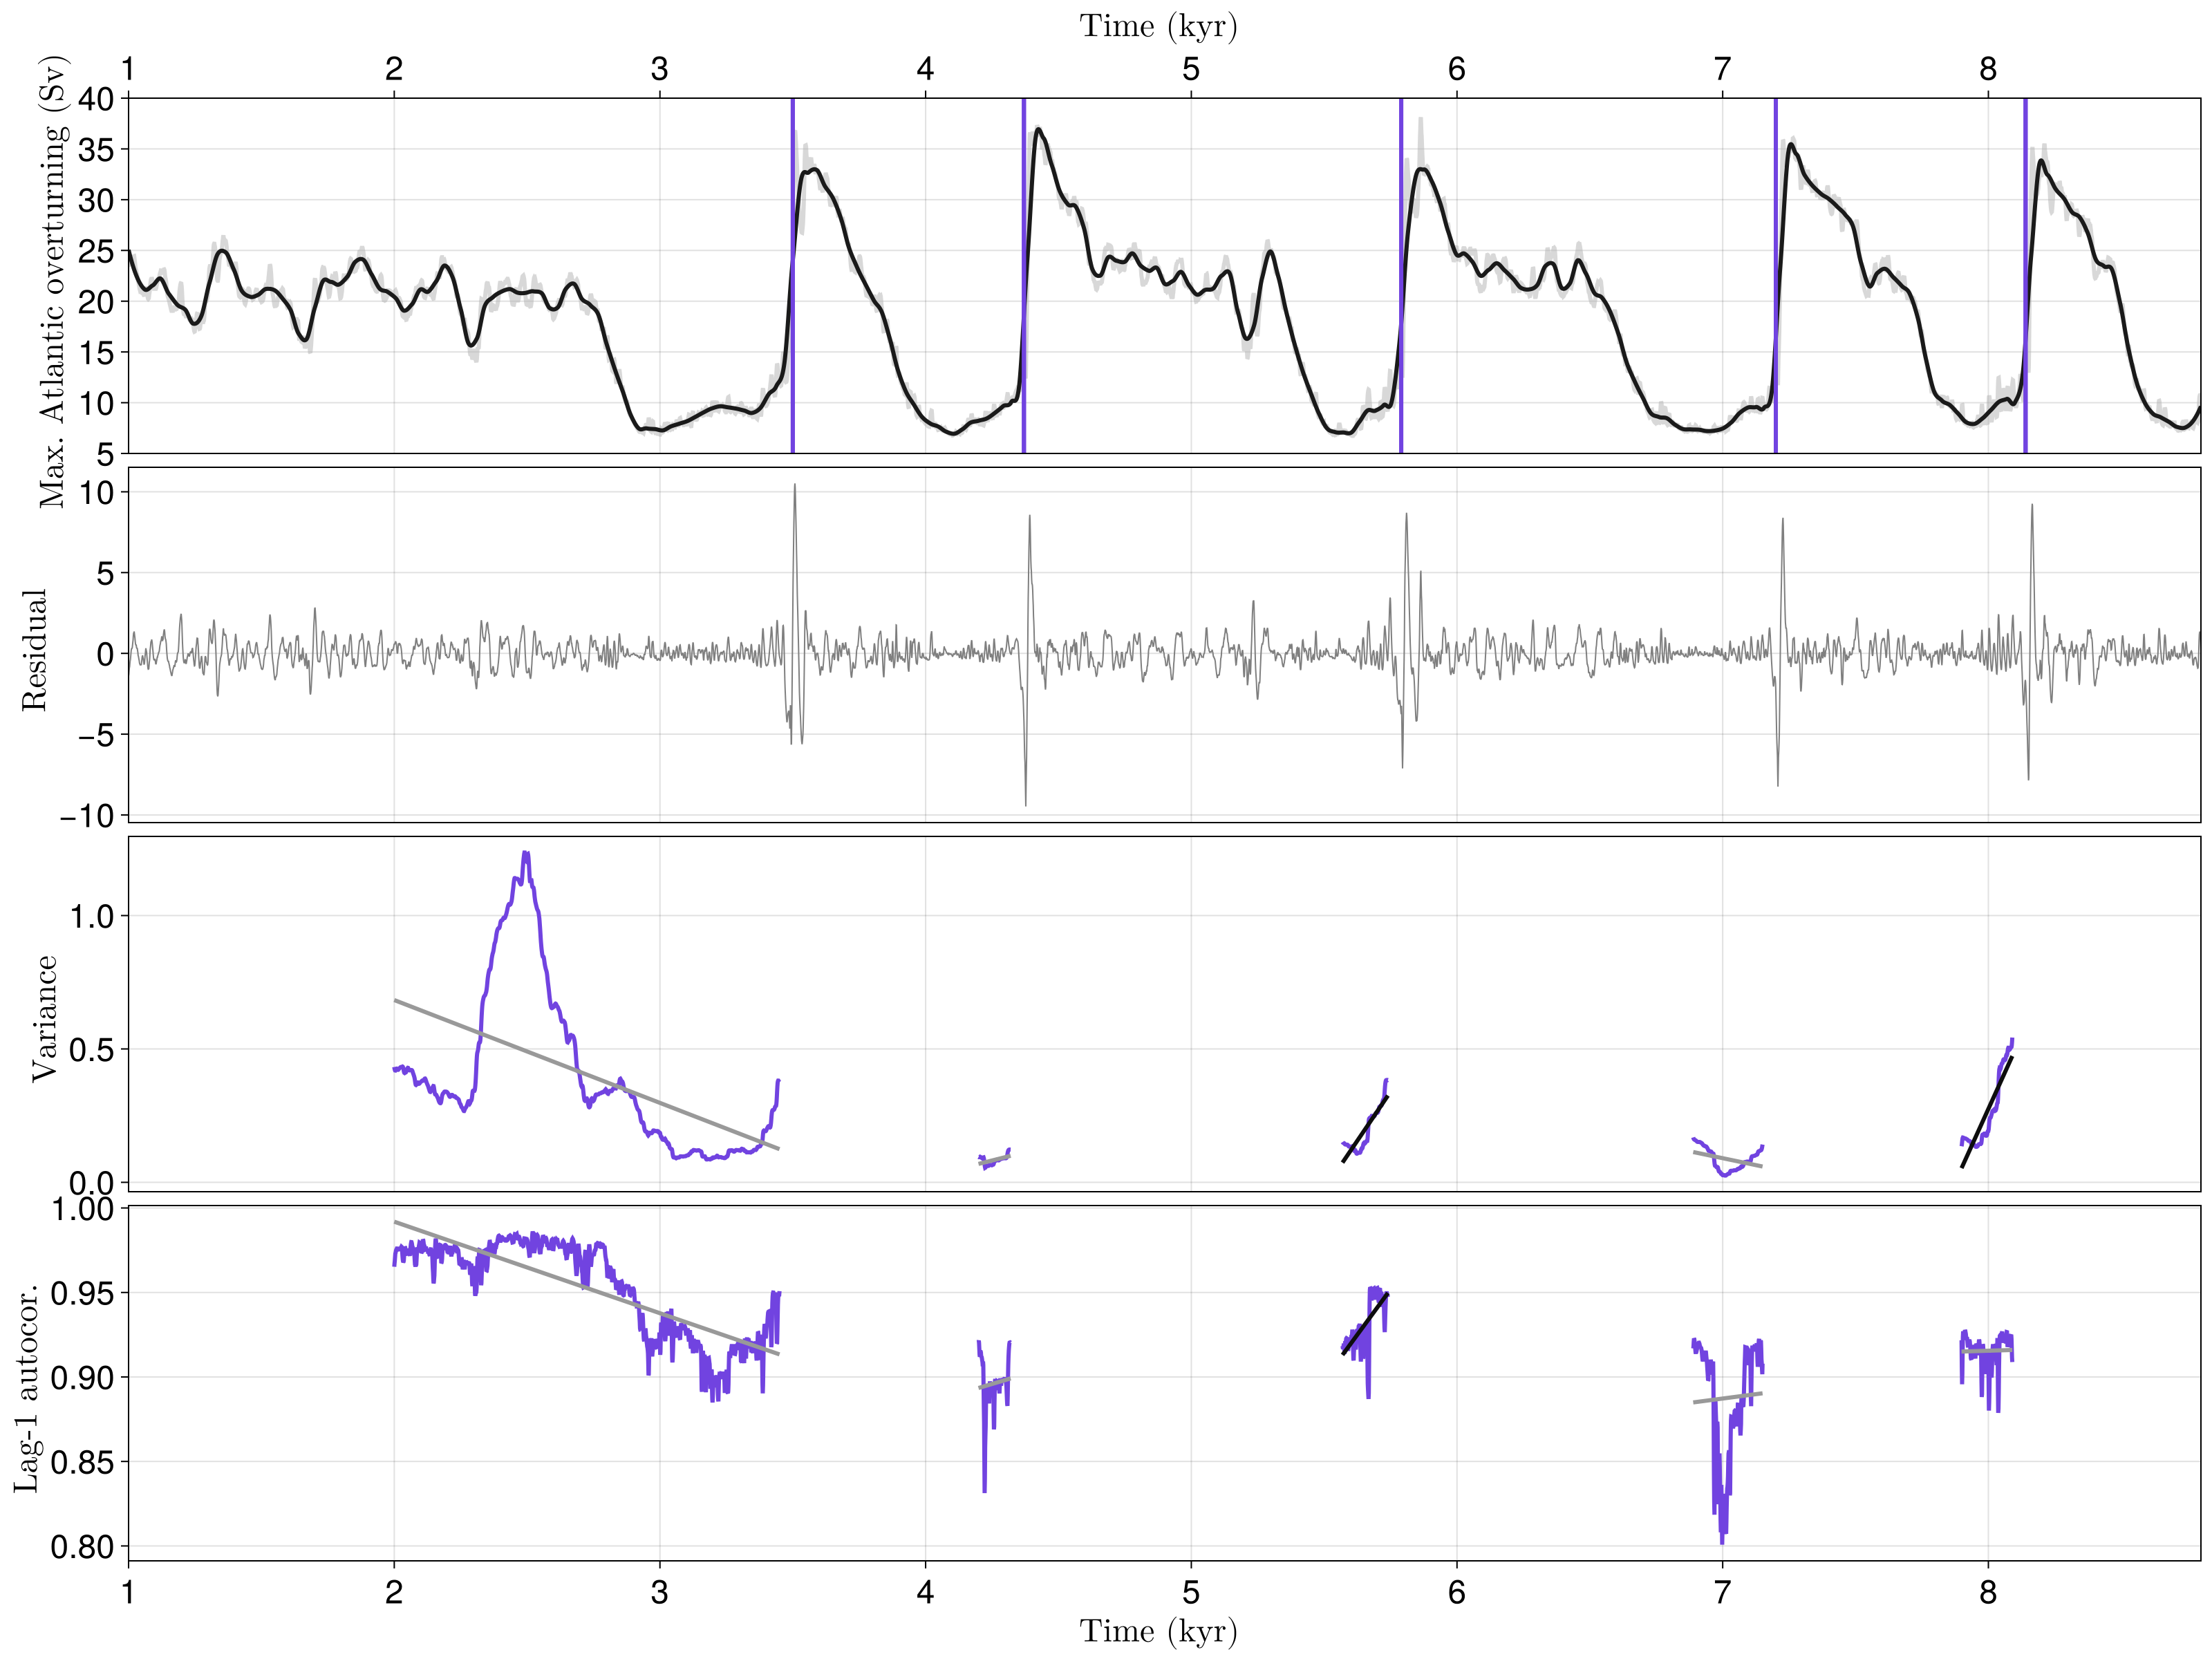 Time (kyr)
1 2 3 4 5 6 7 8
Max. Atlantic overturning (Sv)
40
35
30
25
20
15
10
5
Residual
10
5
0
−5
−10
Variance
1.0
0.5
0.0
Lag-1 autocor.
1.00
0.95
0.90
0.85
0.80
1 2 3 4 5 6 7 8
Time (kyr)